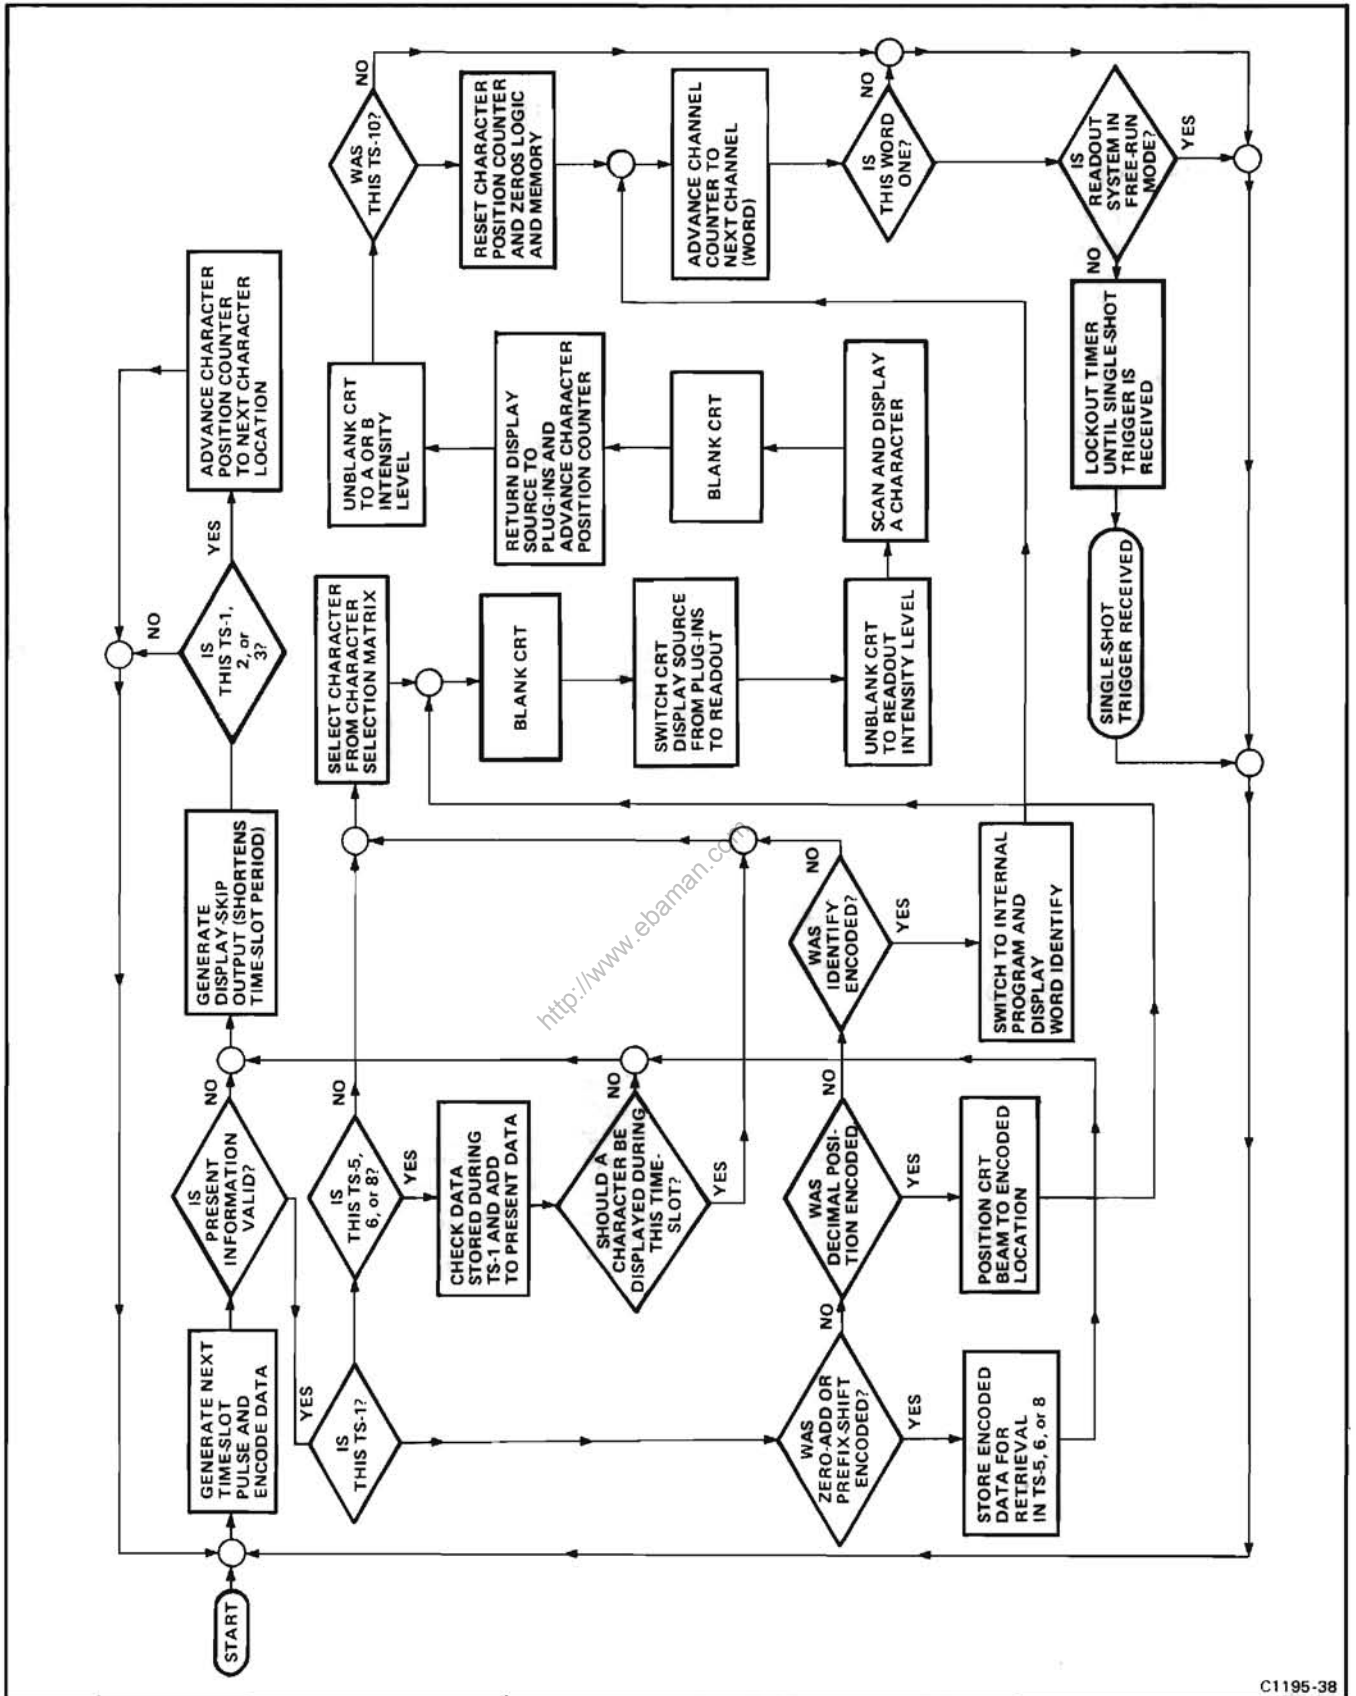 START
GENERATE NEXT
TIME-SLOT
PULSE AND
ENCODE DATA
IS
PRESENT
INFORMATION
VALID?
NO
YES
GENERATE
DISPLAY-SKIP
OUTPUT (SHORTENS
TIME-SLOT PERIOD)
IS
THIS TS-1,
2, or
3?
NO
YES
ADVANCE CHARACTER
POSITION COUNTER
TO NEXT CHARACTER
LOCATION
IS
THIS TS-1?
IS
THIS TS-5,
6, or 8?
NO
YES
CHECK DATA
STORED DURING
TS-1 AND ADD
TO PRESENT DATA
SHOULD A
CHARACTER BE
DISPLAYED DURING
THIS TIME-
SLOT?
NO
YES
SELECT CHARACTER
FROM CHARACTER
SELECTION MATRIX
BLANK CRT
SWITCH CRT
DISPLAY SOURCE
FROM PLUG-INS
TO READOUT
UNBLANK CRT
TO READOUT
INTENSITY LEVEL
SCAN AND DISPLAY
A CHARACTER
BLANK CRT
RETURN DISPLAY
SOURCE TO
PLUG-INS AND
ADVANCE CHARACTER
POSITION COUNTER
UNBLANK CRT
TO A OR B
INTENSITY
LEVEL
WAS
THIS TS-10?
NO
RESET CHARACTER
POSITION COUNTER
AND ZEROS LOGIC
AND MEMORY
ADVANCE CHANNEL
COUNTER TO
NEXT CHANNEL
(WORD)
IS
THIS WORD
ONE?
NO
IS
READOUT
SYSTEM IN
FREE-RUN
MODE?
YES
NO
LOCKOUT TIMER
UNTIL SINGLE-SHOT
TRIGGER IS
RECEIVED
SINGLE-SHOT
TRIGGER RECEIVED
WAS
ZERO-ADD OR
PREFIX-SHIFT
ENCODED?
NO
YES
STORE ENCODED
DATA FOR
RETRIEVAL
IN TS-5, 6, or 8
WAS
DECIMAL POSI-
TION ENCODED
NO
YES
POSITION CRT
BEAM TO ENCODED
LOCATION
WAS
IDENTIFY
ENCODED?
NO
YES
SWITCH TO INTERNAL
PROGRAM AND
DISPLAY
WORD IDENTIFY
http://www.ebaman.com
C1195-38